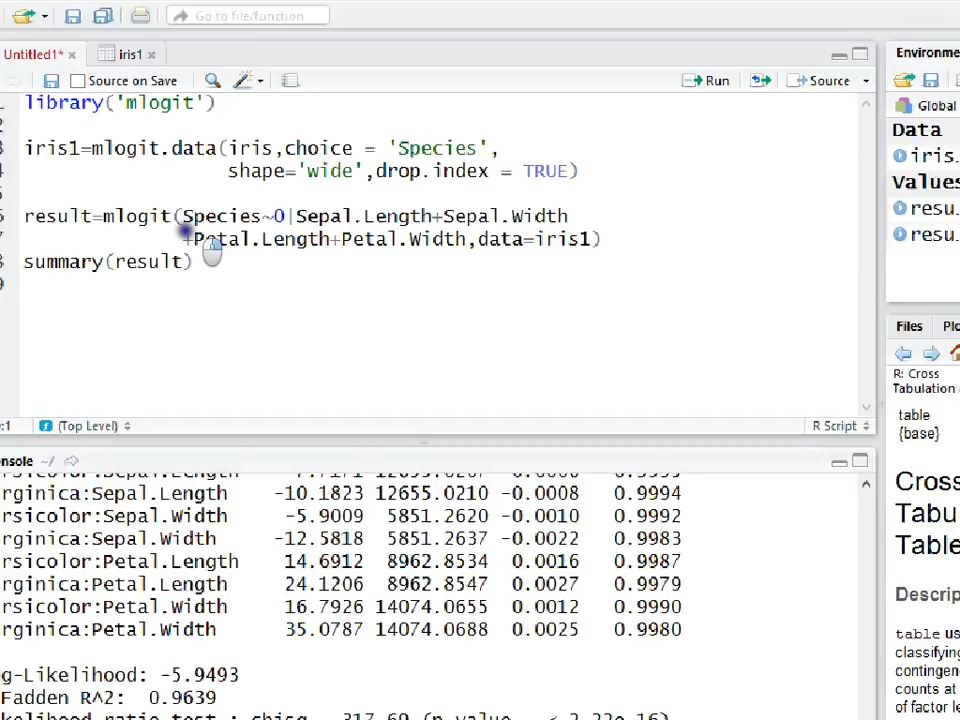 Go to file/function
Untitled1*
iris1
Source on Save
Run
Source
library('mlogit')
iris1=mlogit.data(iris,choice = 'Species',
shape='wide',drop.index = TRUE)
result=mlogit(Species~0|Sepal.Length+Sepal.Width
+Petal.Length+Petal.Width,data=iris1)
summary(result)
:1
(Top Level)
R Script
onsole ~/
rginica:Sepal.Length -10.1823 12655.0210 -0.0008 0.9994
rsicolor:Sepal.Width -5.9009 5851.2620 -0.0010 0.9992
rginica:Sepal.Width -12.5818 5851.2637 -0.0022 0.9983
rsicolor:Petal.Length 14.6912 8962.8534 0.0016 0.9987
rginica:Petal.Length 24.1206 8962.8547 0.0027 0.9979
rsicolor:Petal.Width 16.7926 14074.0655 0.0012 0.9990
rginica:Petal.Width 35.0787 14074.0688 0.0025 0.9980
g-Likelihood: -5.9493
Fadden R^2: 0.9639
Environme
Global
Data
iris.
Values
resu.
resu.
Files
Plo
R: Cross
Tabulation
table
{base}
Cross
Tabu
Table
Descrip
table us
classifying
contingen
counts at
of factor le